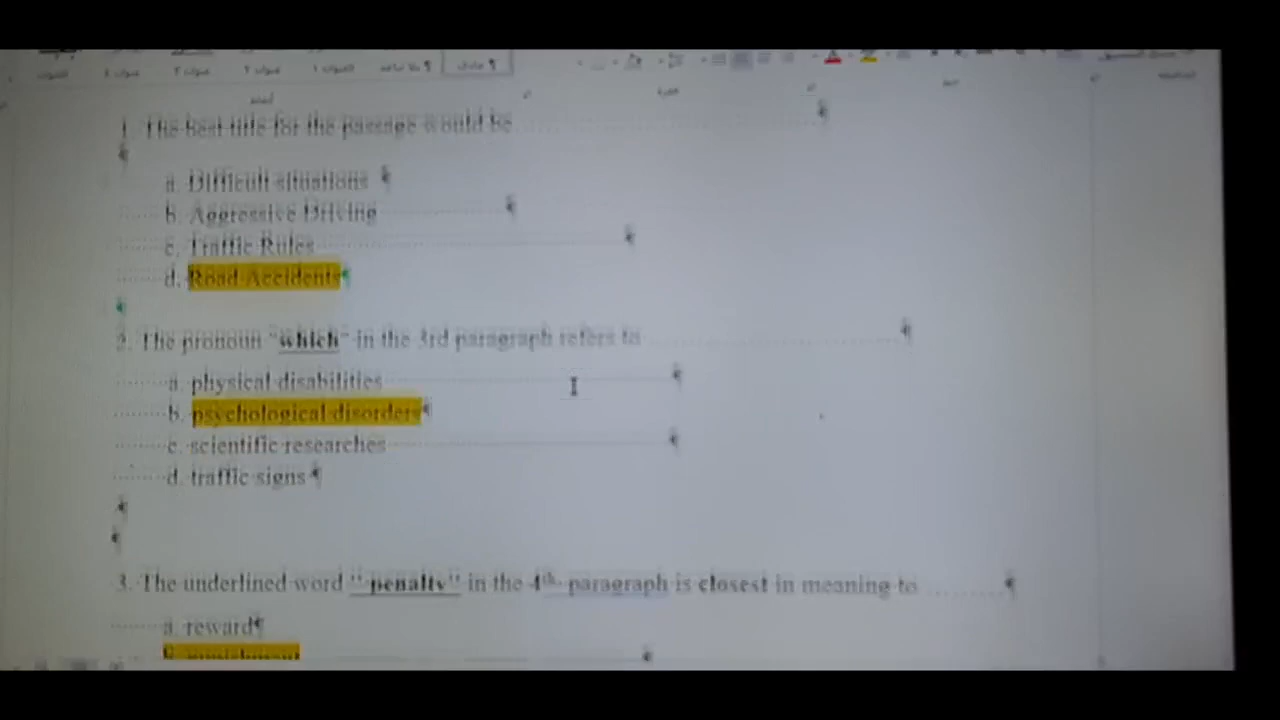 1. The best title for the passage would be
a. Difficult situations
b. Aggressive Driving
c. Traffic Rules
d. Road Accidents
2. The pronoun "which" in the 3rd paragraph refers to
a. physical disabilities
b. psychological disorders
c. scientific researches
d. traffic signs
3. The underlined word "penalty" in the 4th paragraph is closest in meaning to
a. reward
b. punishment